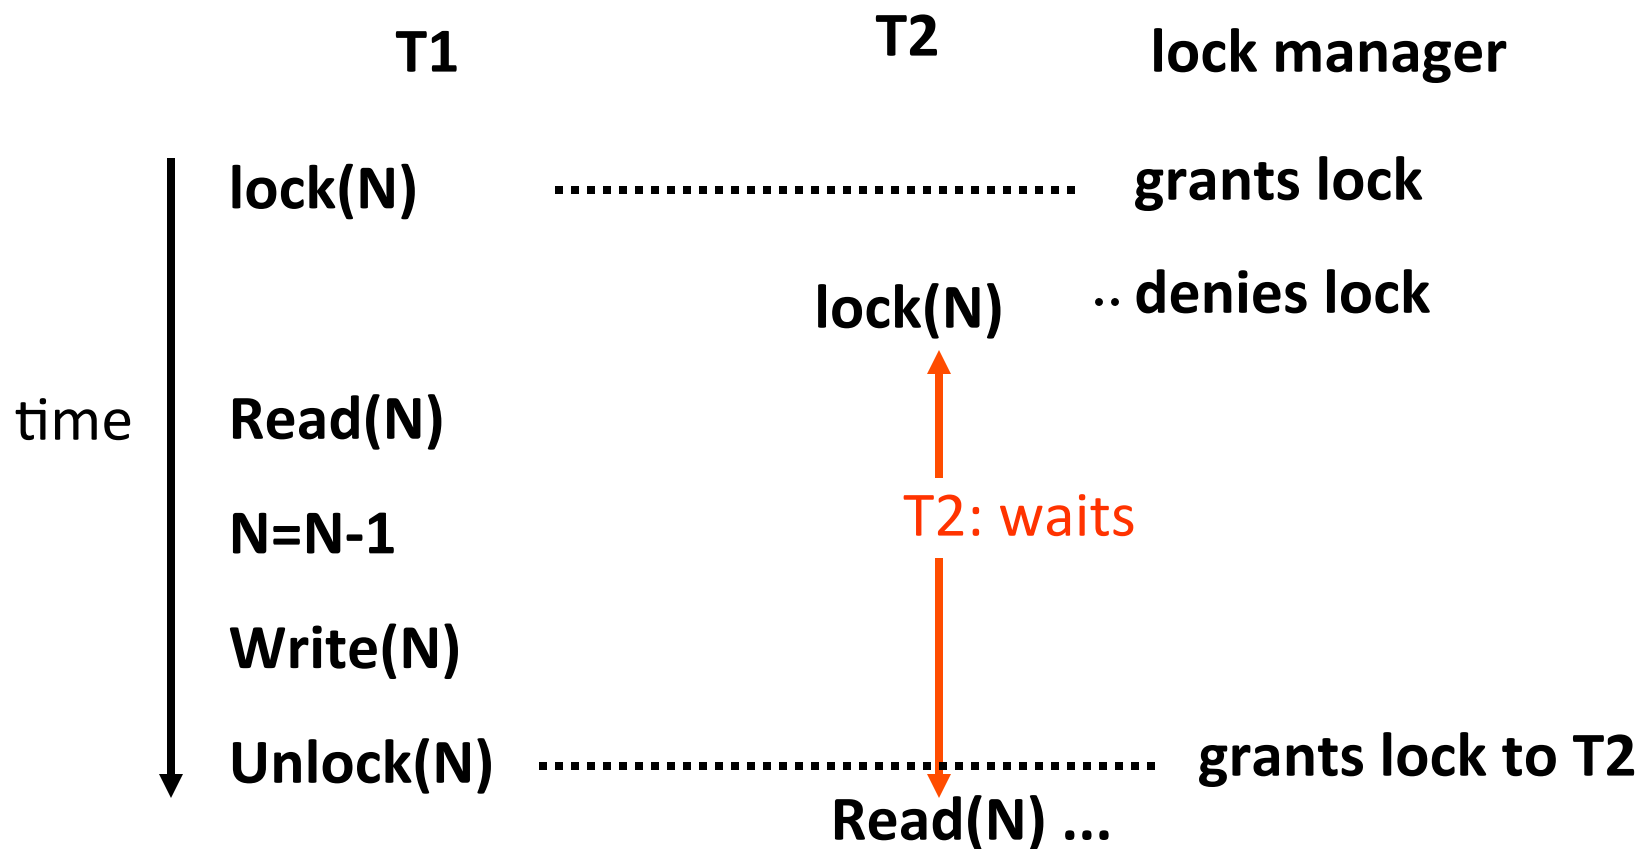 T1 T2 lock manager
lock(N) grants lock
lock(N) denies lock
time Read(N)
N=N-1 T2: waits
Write(N)
Unlock(N) grants lock to T2
Read(N) ...